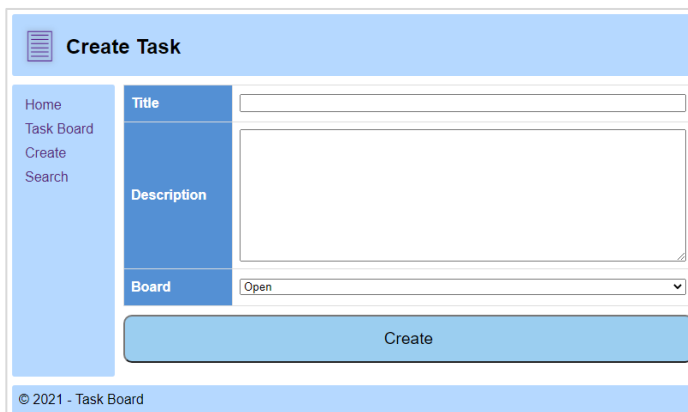 Create Task
Home
Task Board
Create
Search
Title
Description
Board
Open
Create
© 2021 - Task Board